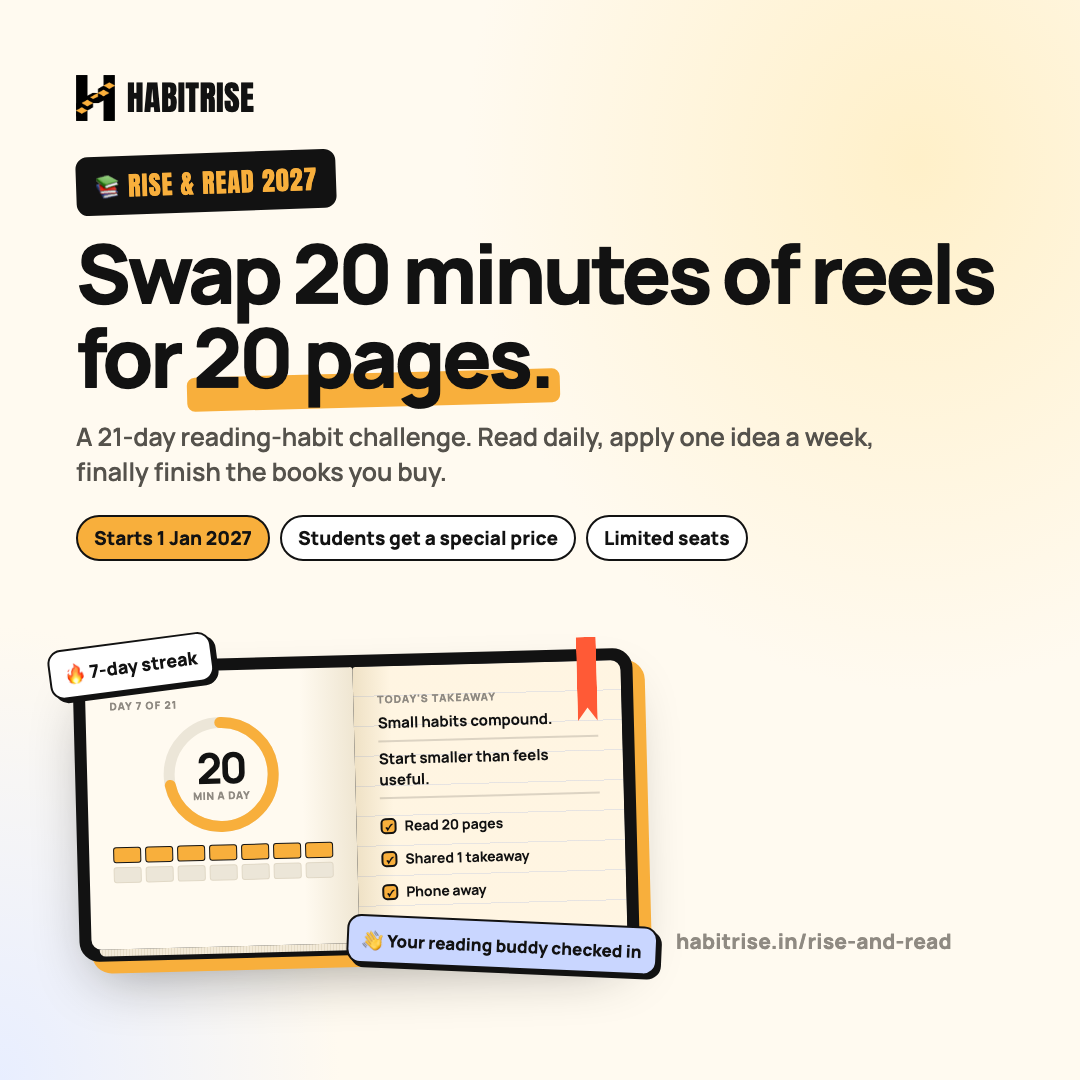 HABITRISE
📚 RISE & READ 2027
Swap 20 minutes of reels
for 20 pages.
A 21-day reading-habit challenge. Read daily, apply one idea a week,
finally finish the books you buy.
Starts 1 Jan 2027
Students get a special price
Limited seats
🔥 7-day streak
DAY 7 OF 21
20
MIN A DAY
TODAY'S TAKEAWAY
Small habits compound.
Start smaller than feels
useful.
Read 20 pages
Shared 1 takeaway
Phone away
👋 Your reading buddy checked in
habitrise.in/rise-and-read